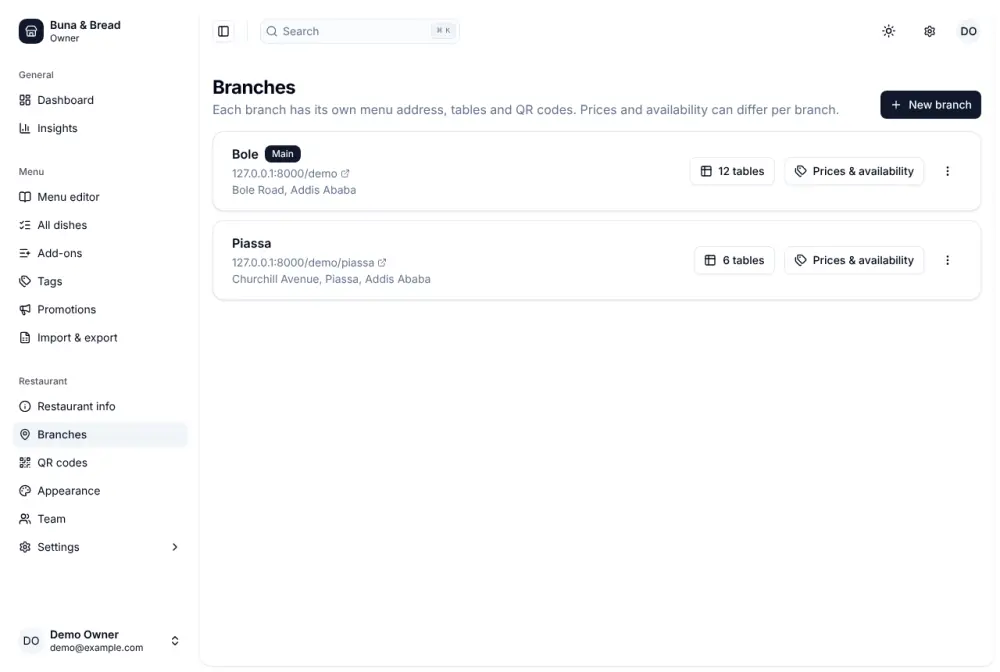 Buna & Bread
Owner
General
Dashboard
Insights
Menu
Menu editor
All dishes
Add-ons
Tags
Promotions
Import & export
Restaurant
Restaurant info
Branches
QR codes
Appearance
Team
Settings
DO
Demo Owner
demo@example.com
Search
⌘ K
DO
Branches
Each branch has its own menu address, tables and QR codes. Prices and availability can differ per branch.
New branch
Bole Main
127.0.0.1:8000/demo
Bole Road, Addis Ababa
12 tables
Prices & availability
Piassa
127.0.0.1:8000/demo/piassa
Churchill Avenue, Piassa, Addis Ababa
6 tables
Prices & availability